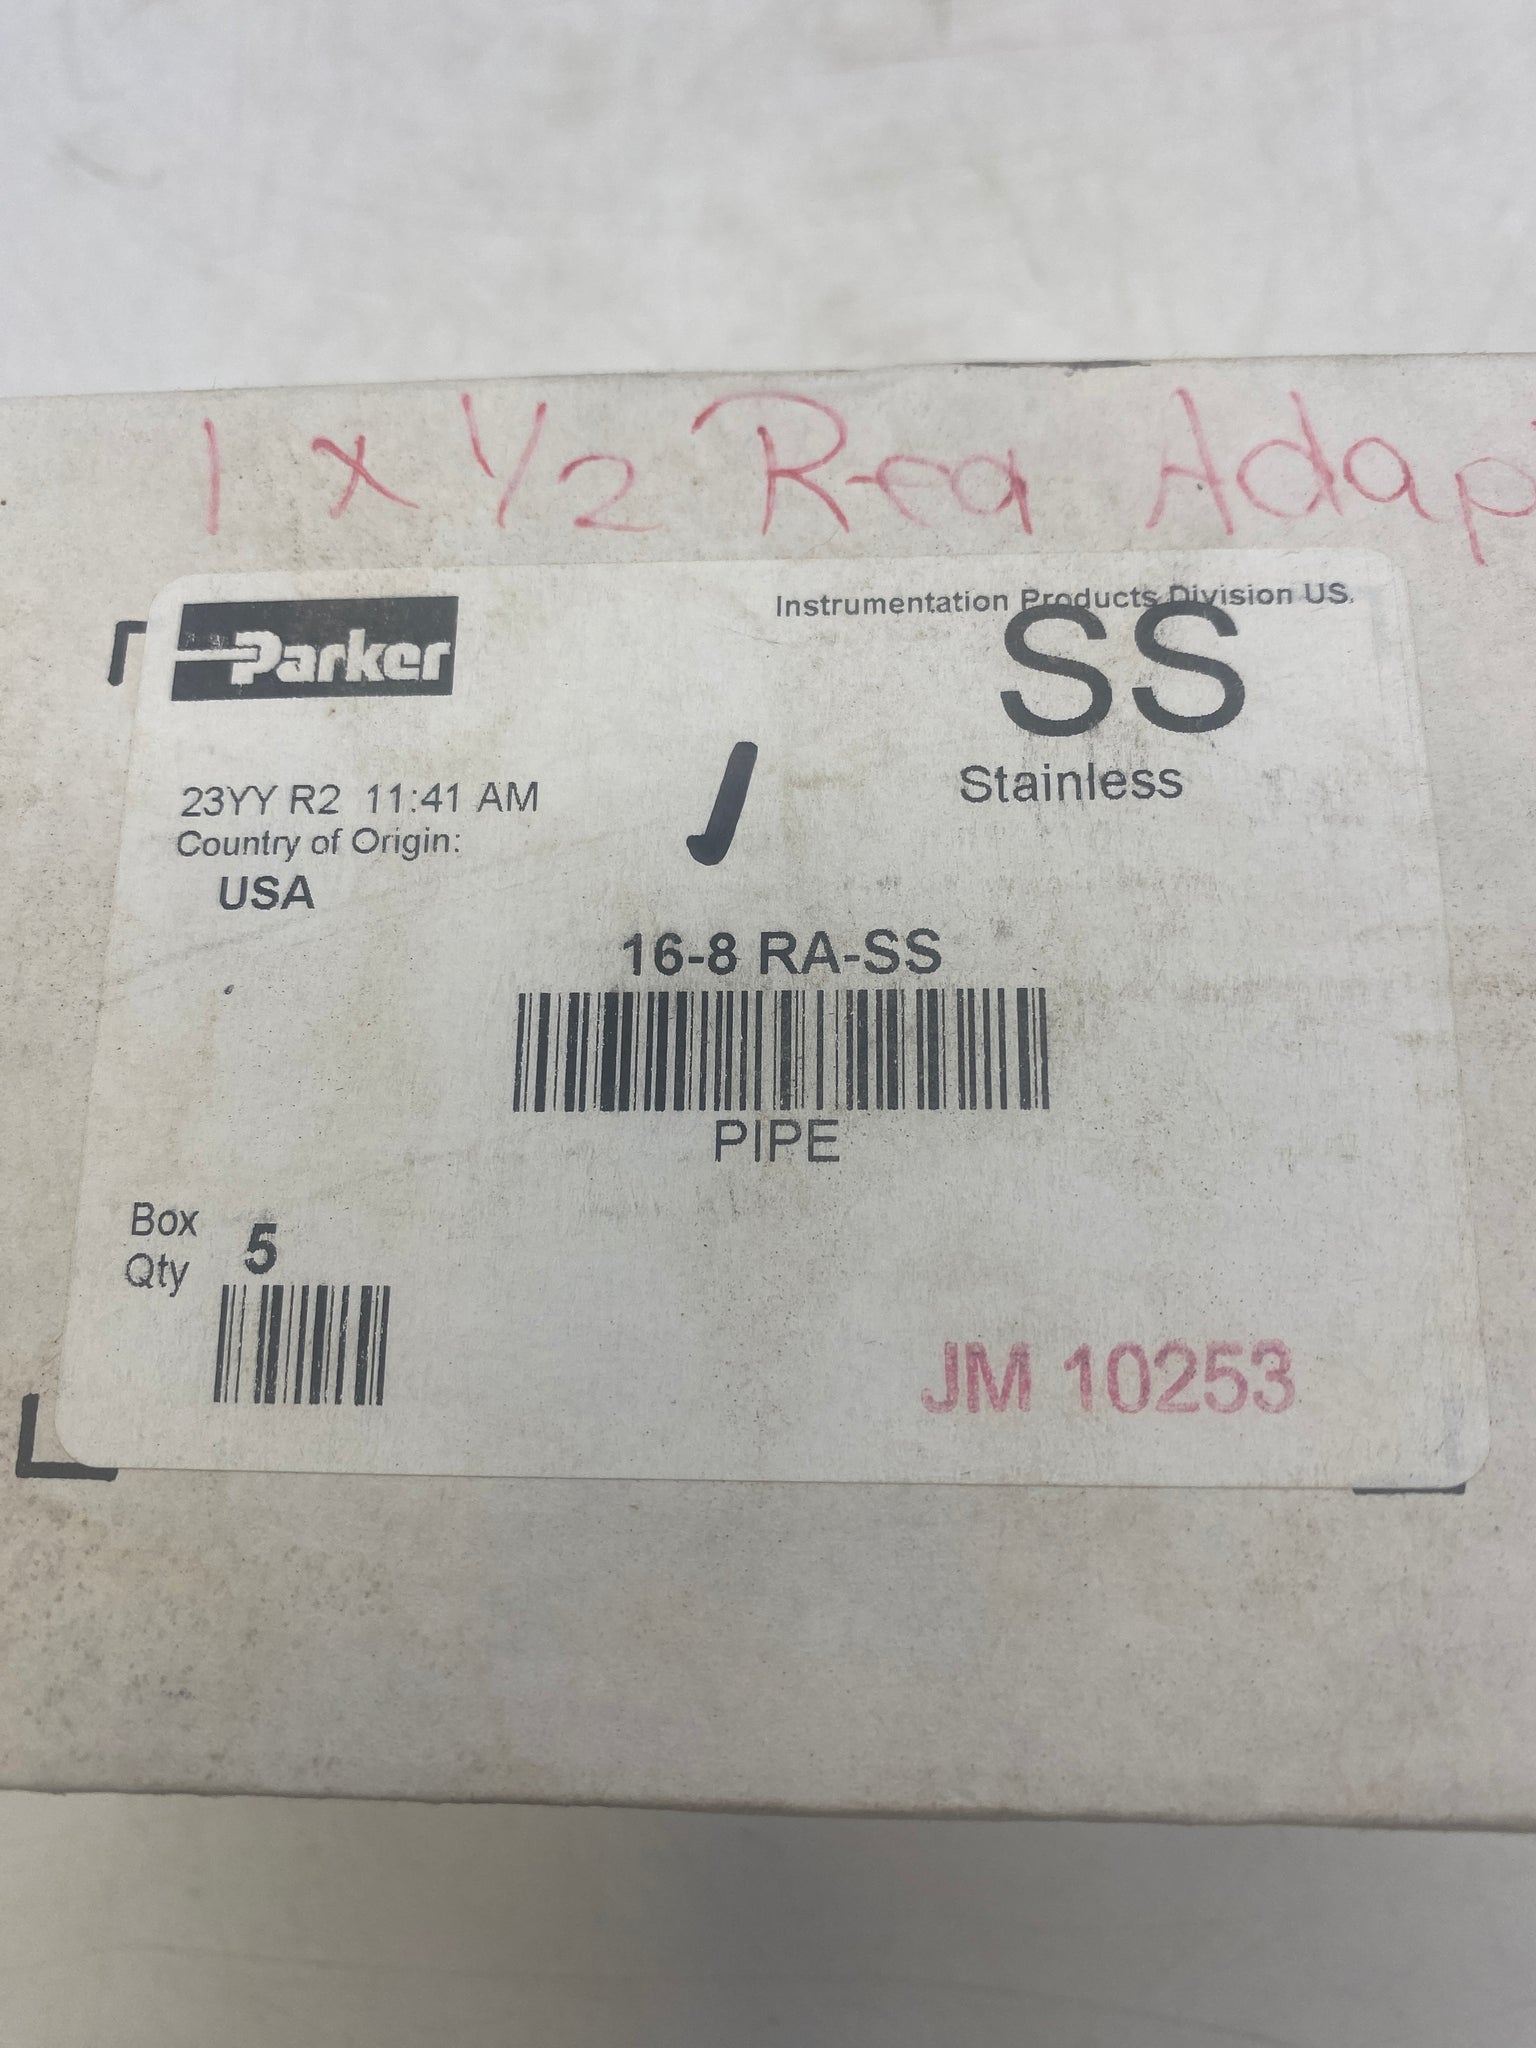 1 x 1/2 Rea Adap
Parker
Instrumentation Products Division US.
SS
Stainless
23YY R2 11:41 AM
Country of Origin:
USA
16-8 RA-SS
PIPE
Box
Qty 5
JM 10253